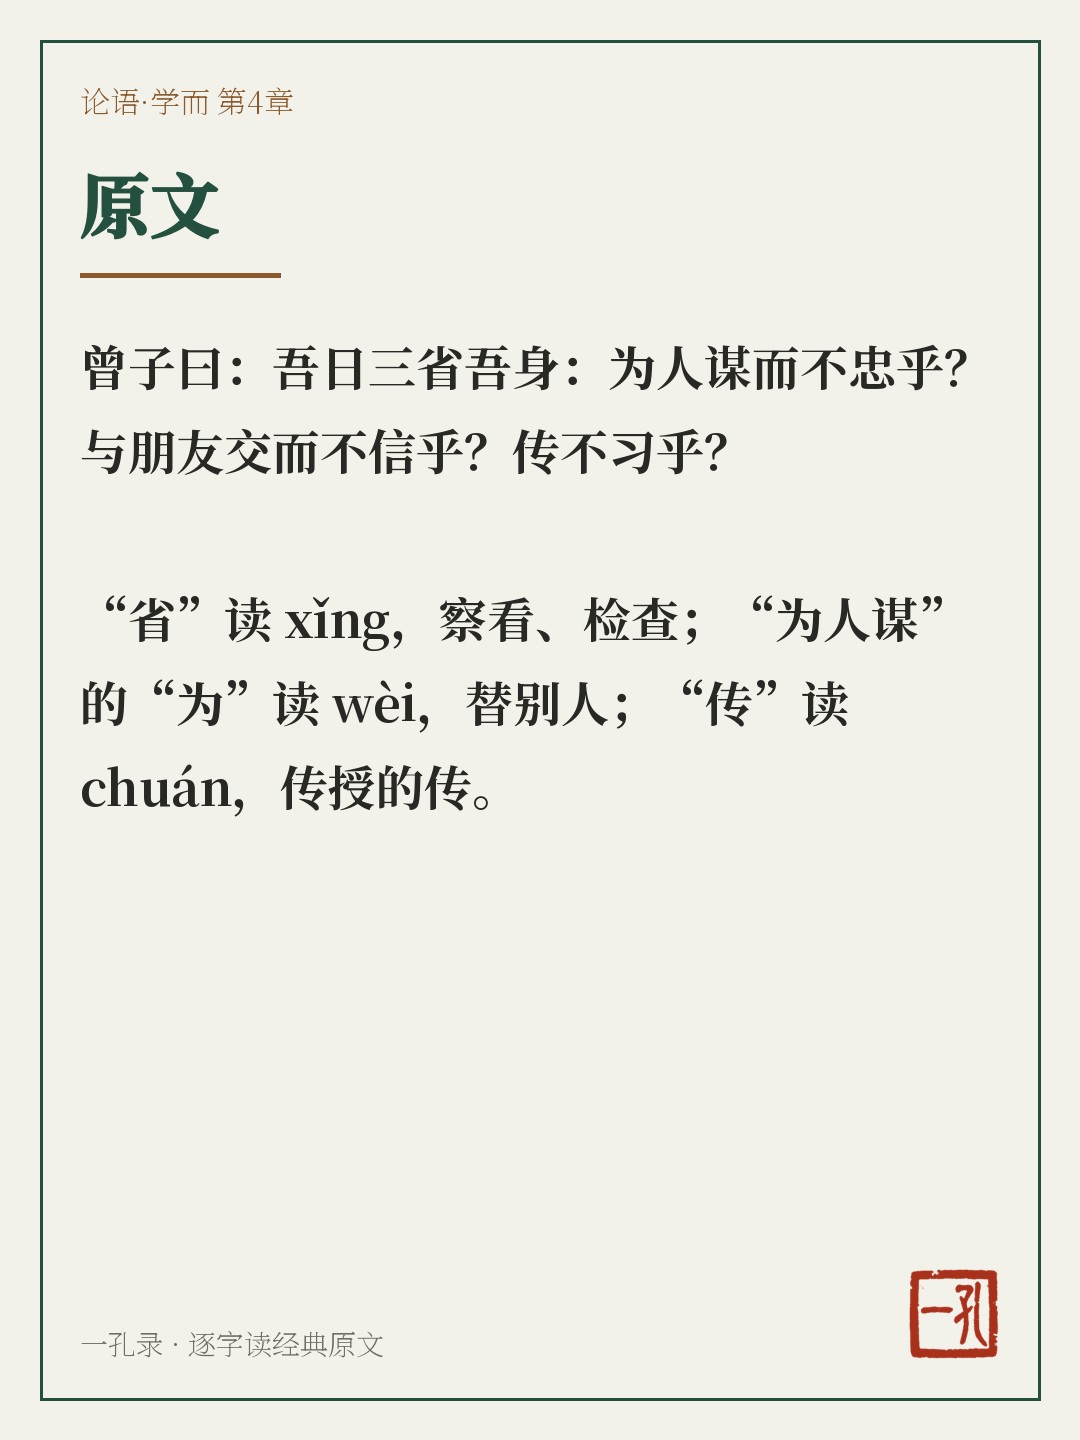 论语·学而 第4章
原文
曾子曰：吾日三省吾身：为人谋而不忠乎？
与朋友交而不信乎？传不习乎？
“省”读 xǐng，察看、检查；“为人谋”
的“为”读 wèi，替别人；“传”读
chuán，传授的传。
一孔录 · 逐字读经典原文
一孔